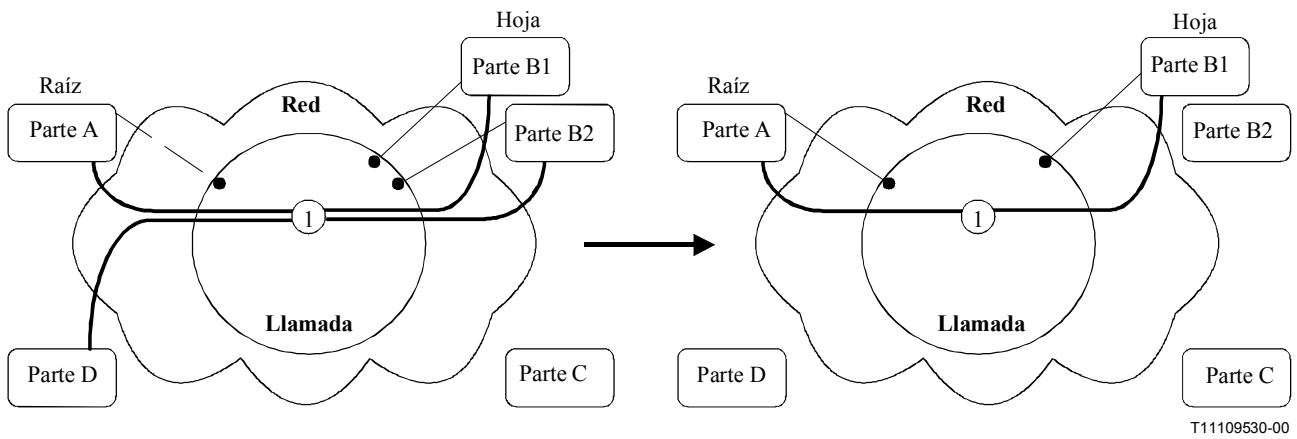 Hoja
Parte B1
Raíz
Red
Parte A
Parte B2
1
Llamada
Parte D
Parte C
Hoja
Parte B1
Raíz
Red
Parte A
Parte B2
1
Llamada
Parte D
Parte C
T11109530-00